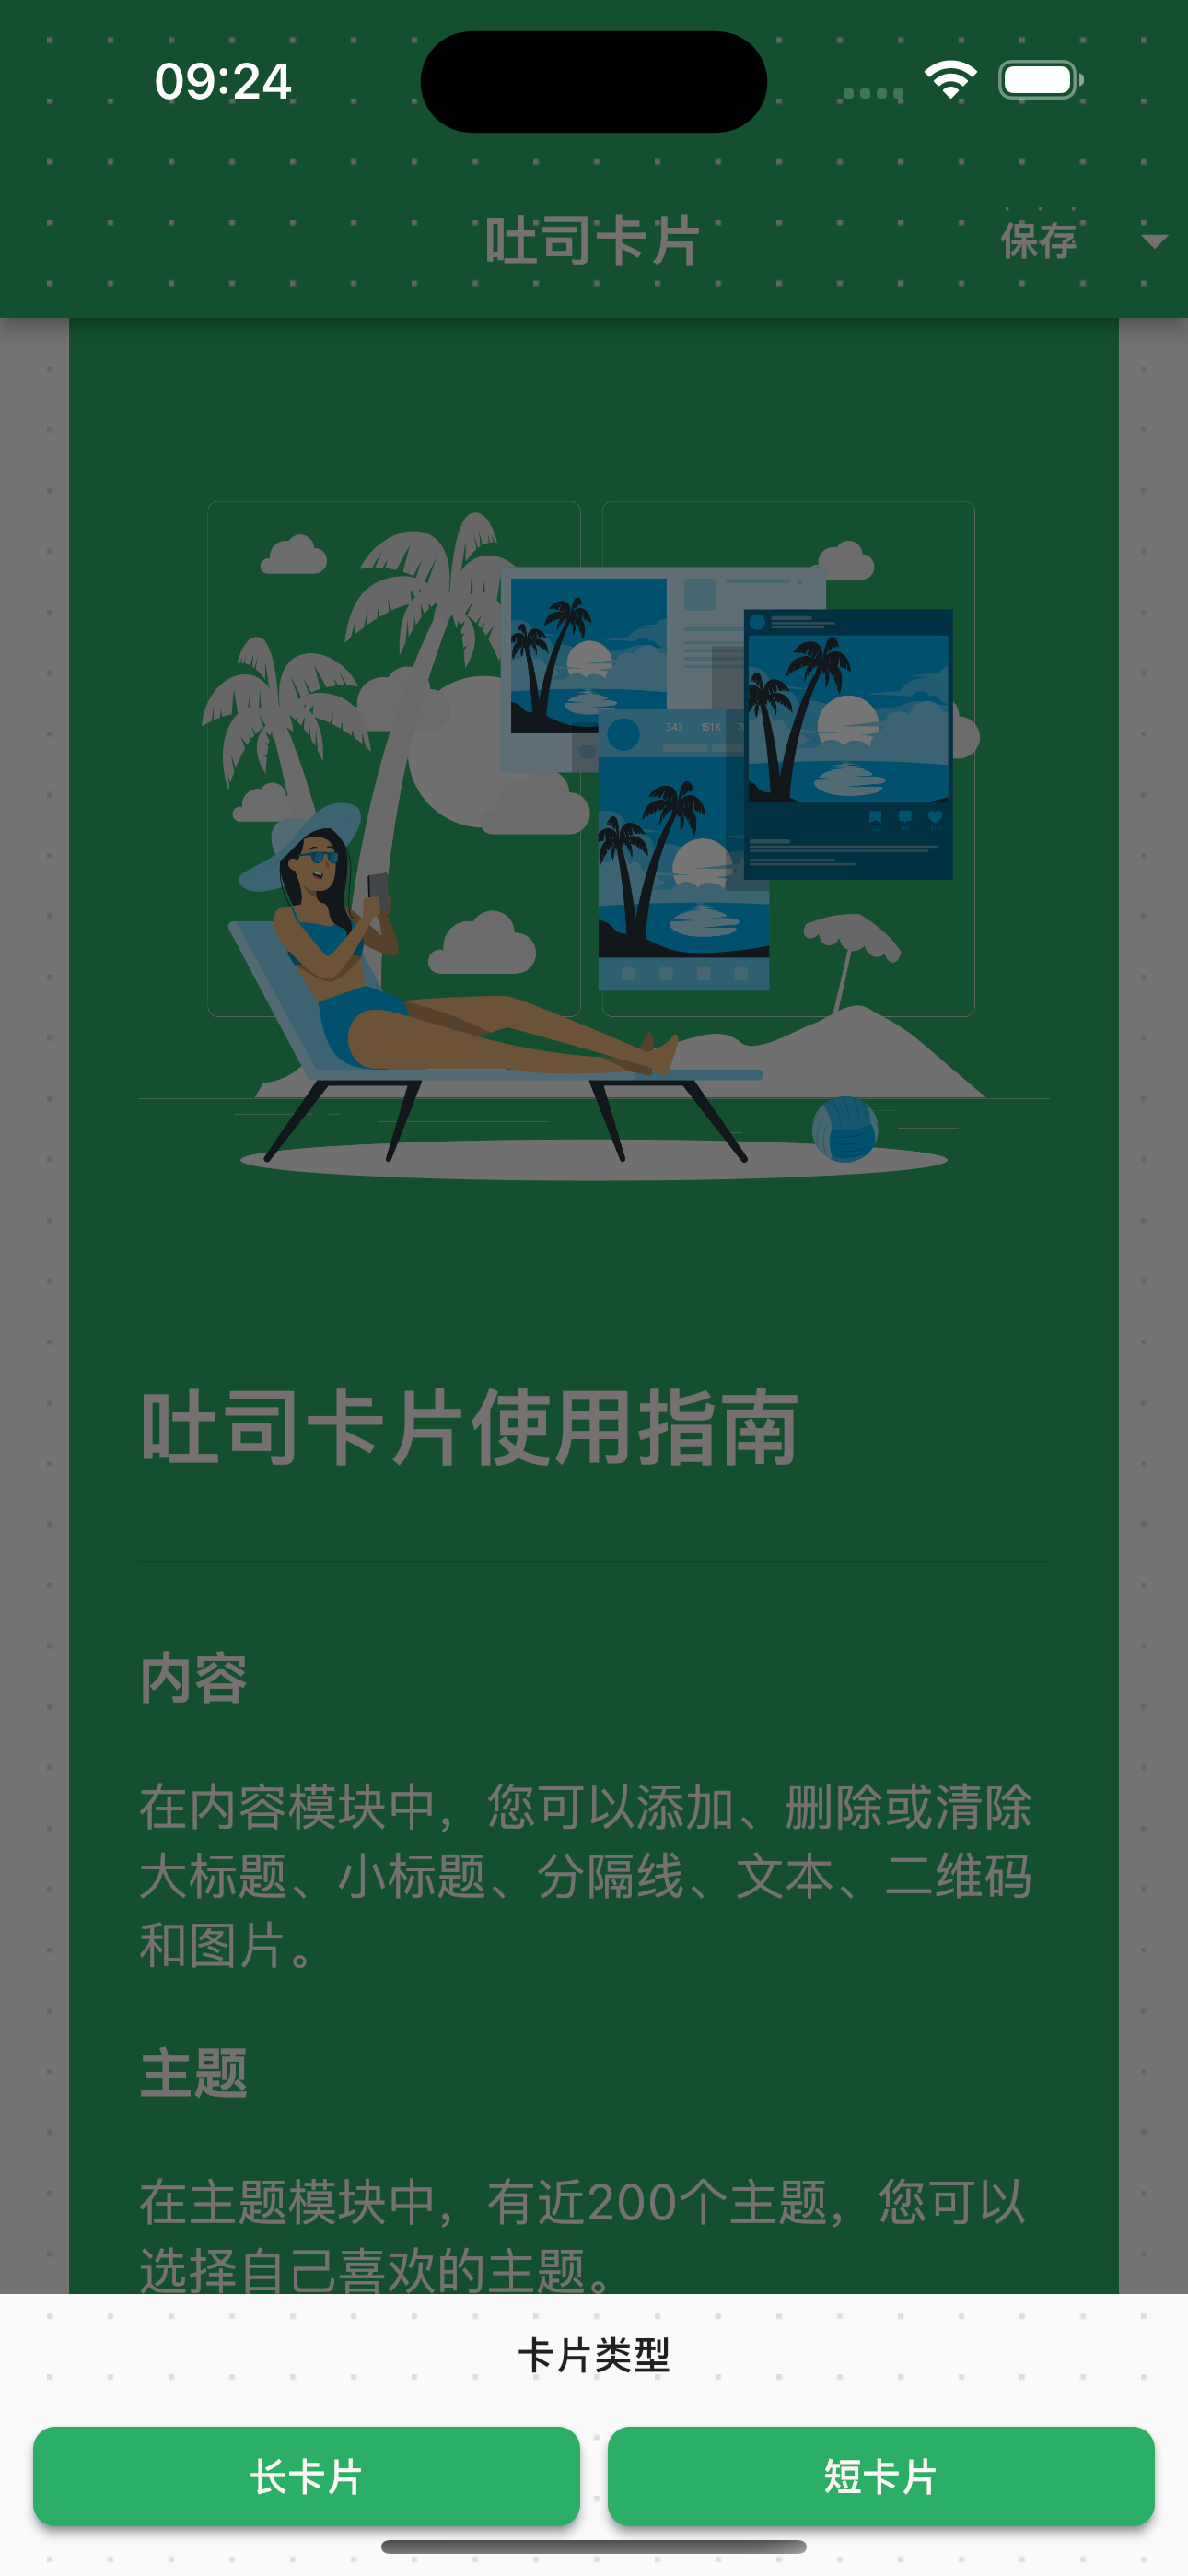 09:24
吐司卡片
保存
343 161K
吐司卡片使用指南
内容
在内容模块中，您可以添加、删除或清除
大标题、小标题、分隔线、文本、二维码
和图片。
主题
在主题模块中，有近200个主题，您可以
选择自己喜欢的主题。
卡片类型
长卡片
短卡片